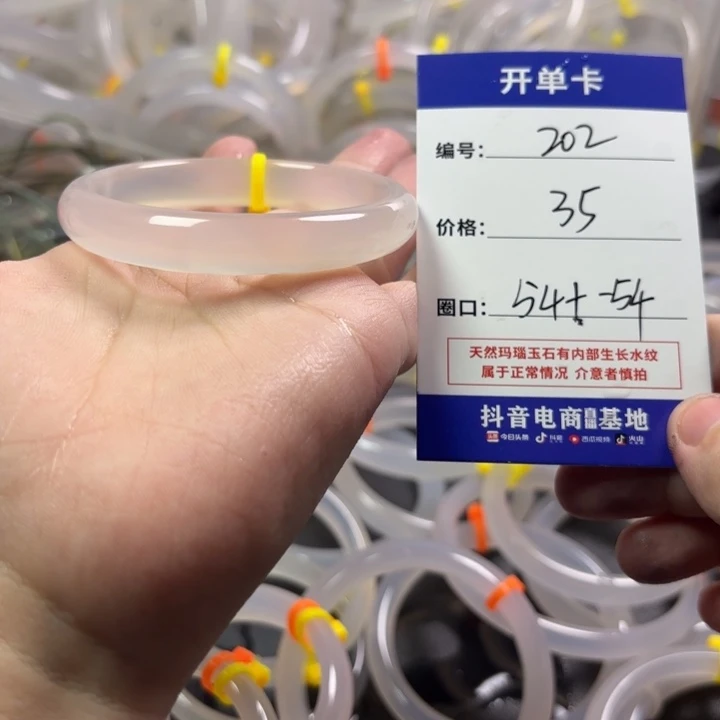 开单卡
编号: 202
价格: 35
圈口: 54+-54
天然玛瑙玉石有内部生长水纹
属于正常情况 介意者慎拍
抖音电商直播基地
今日头条 抖音 西瓜视频 火山